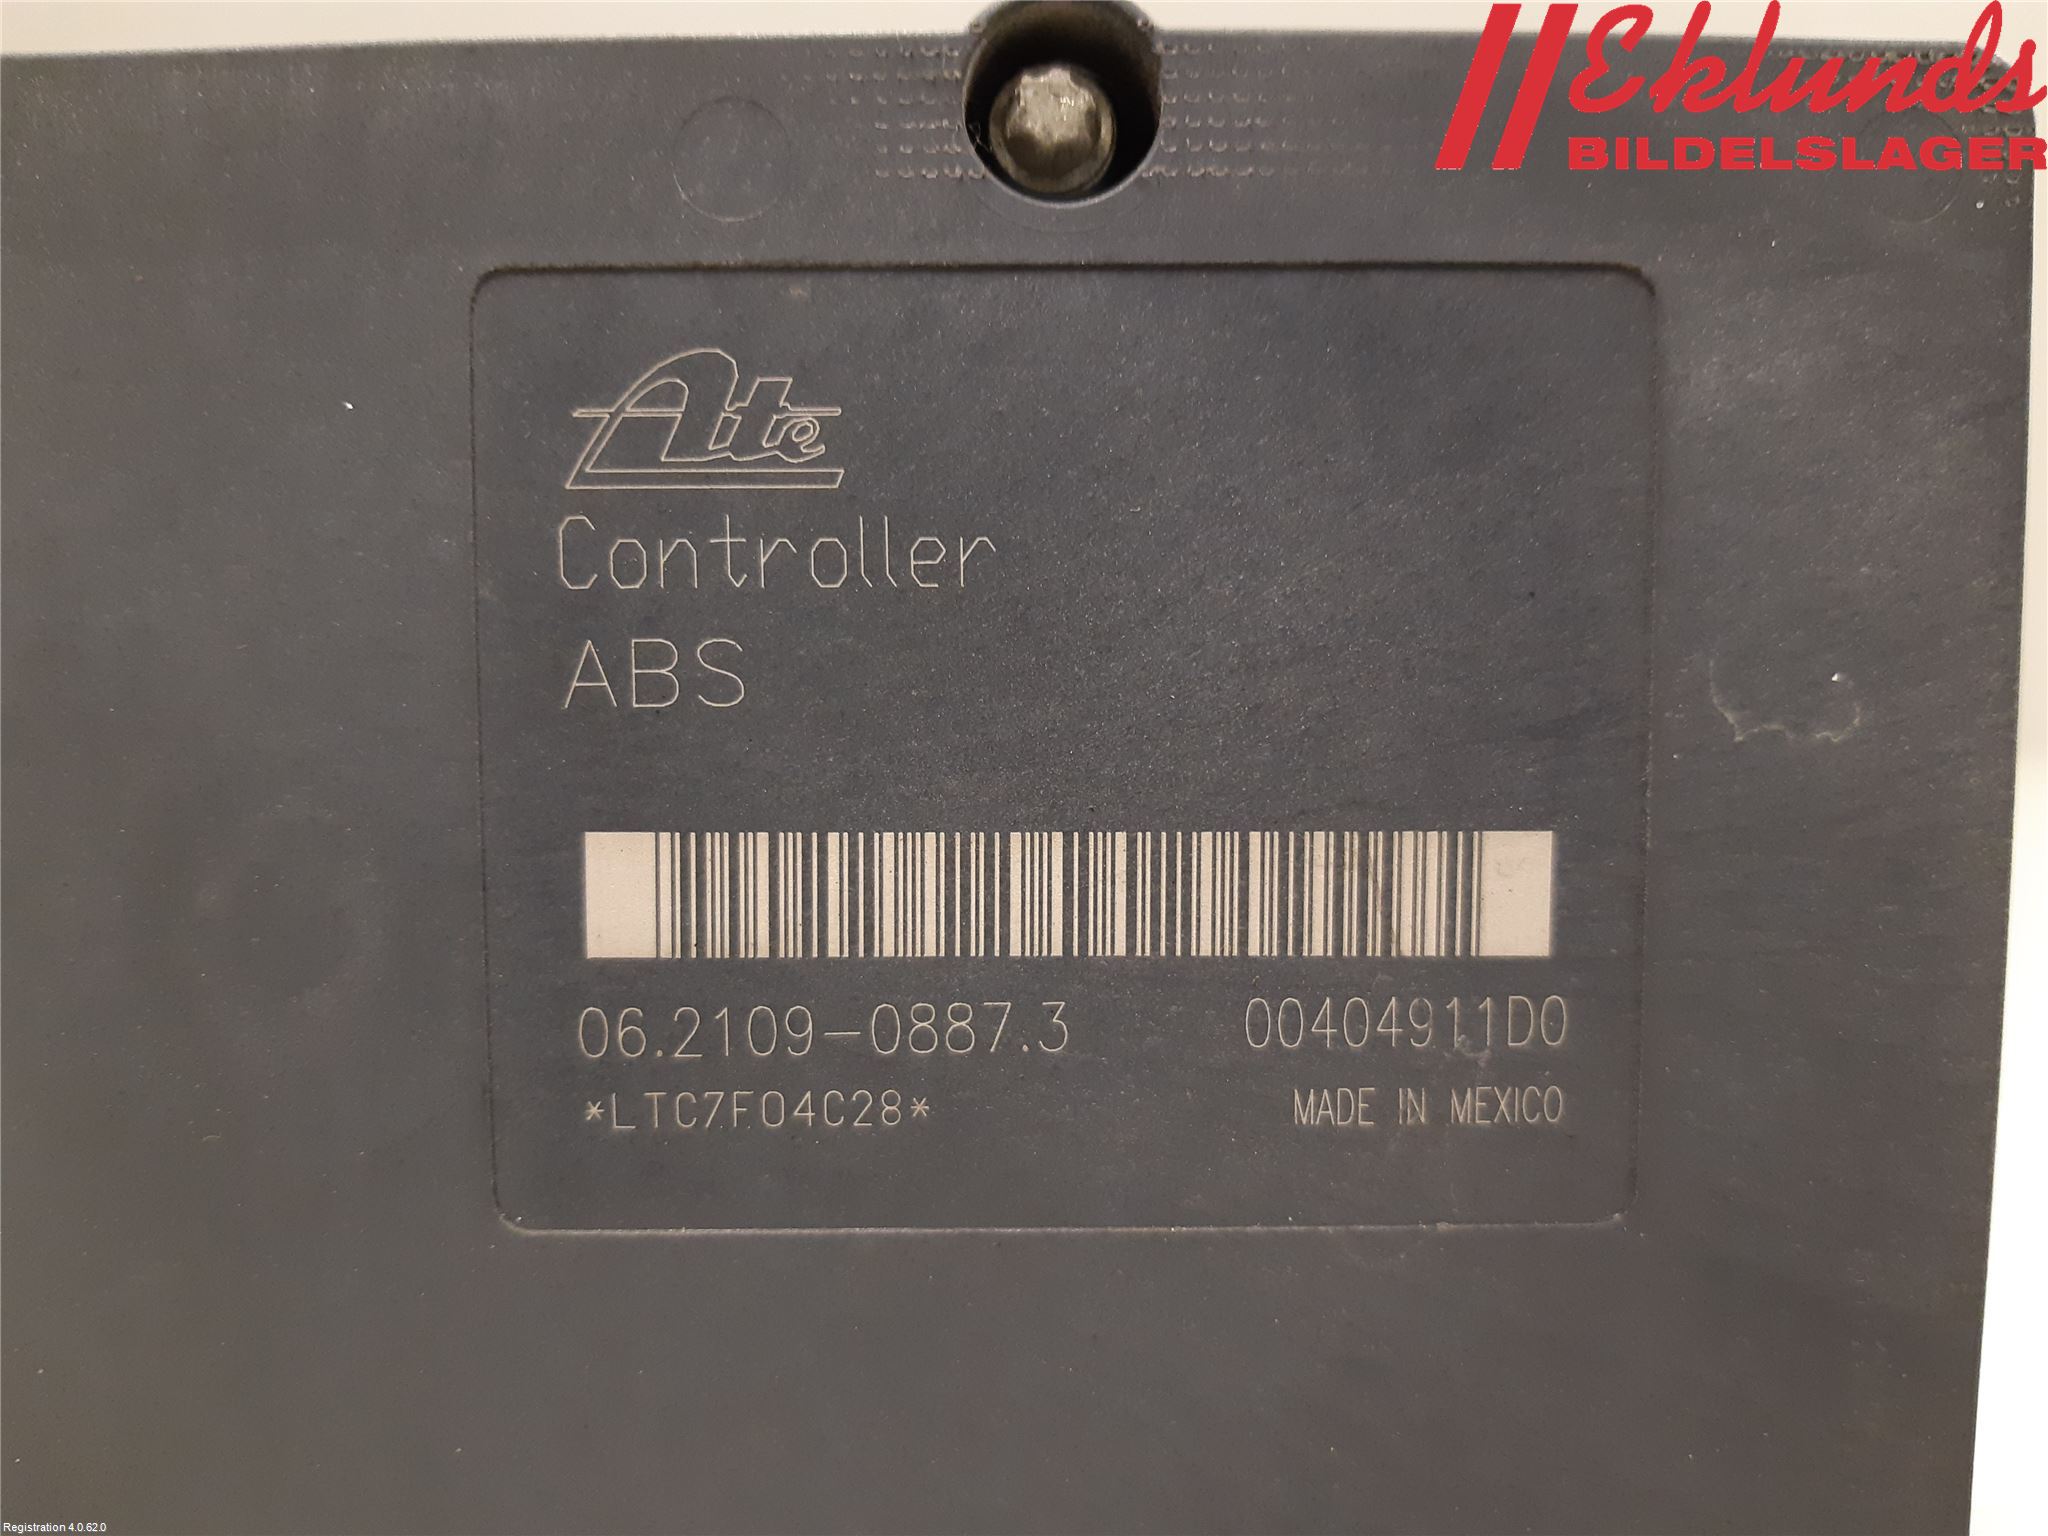 Eklunds
BILDELSLAGER
Ate
Controller
ABS
06.2109-0887.3 00404911D0
*LTC7F04C28* MADE IN MEXICO
Registration 4.0.62.0